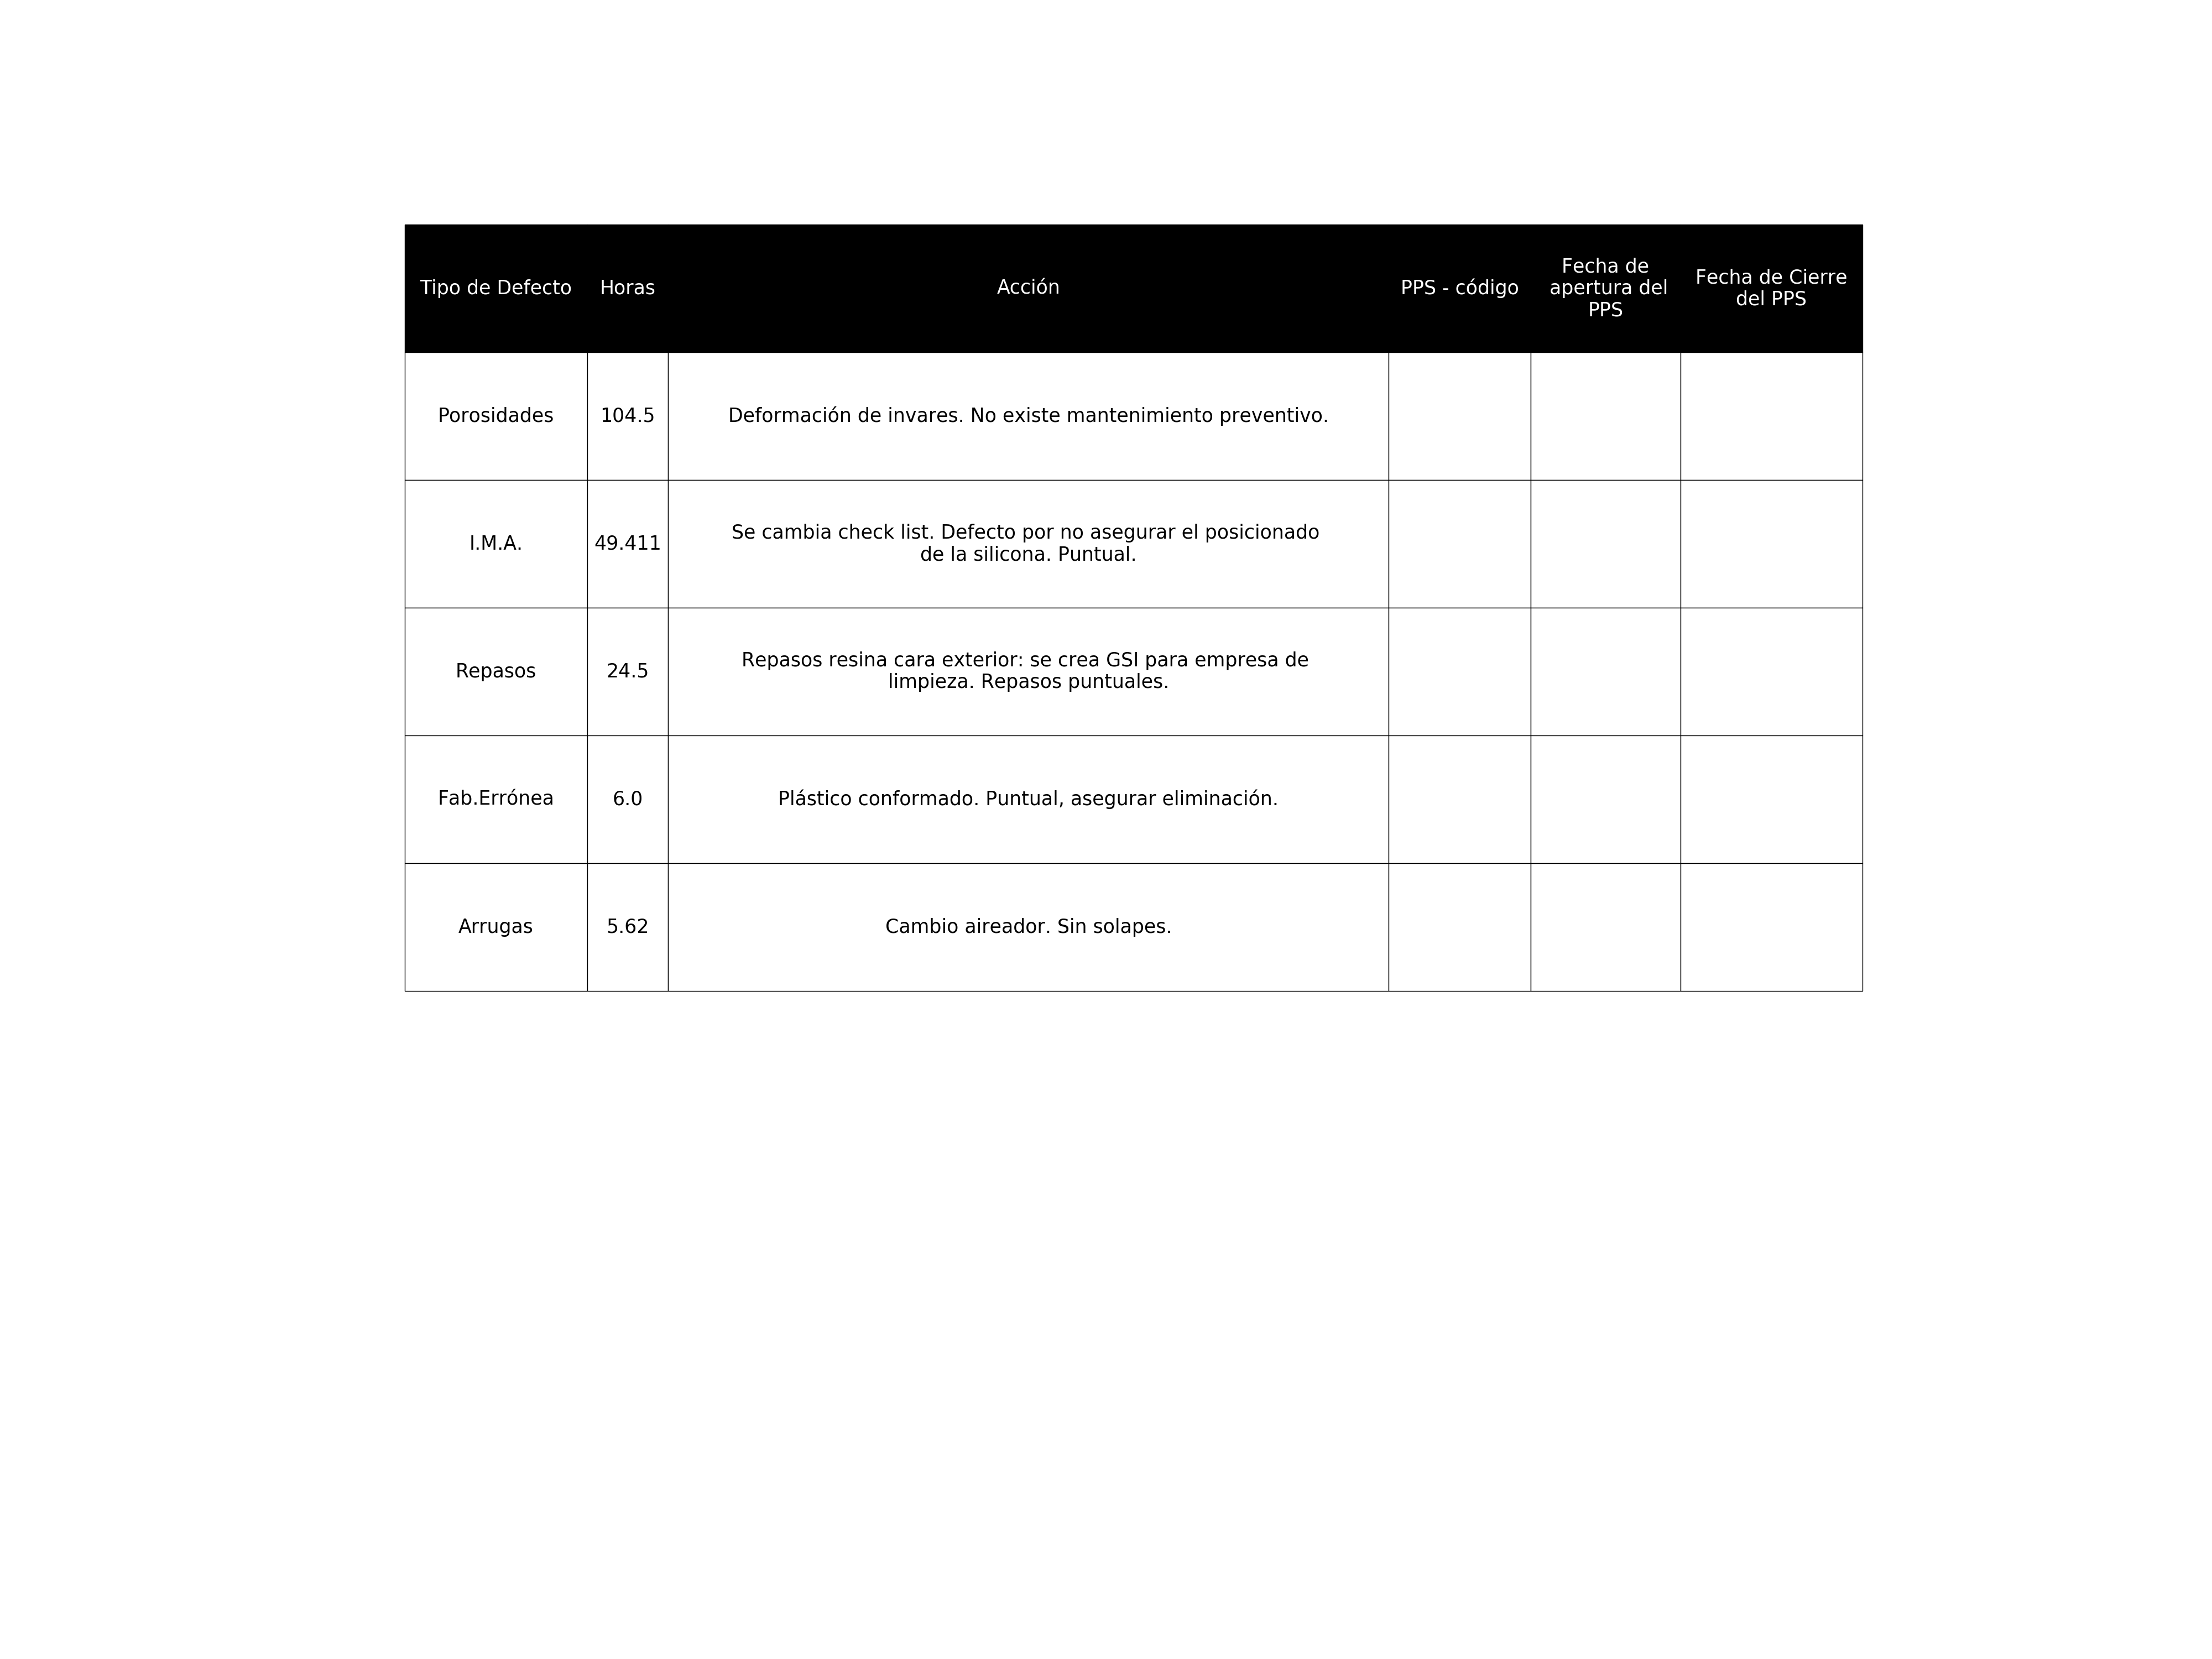 Tipo de Defecto
Horas
Acción
PPS - código
Fecha de
apertura del
PPS
Fecha de Cierre
del PPS
Porosidades
104.5
Deformación de invares. No existe mantenimiento preventivo.
I.M.A.
49.411
Se cambia check list. Defecto por no asegurar el posicionado
de la silicona. Puntual.
Repasos
24.5
Repasos resina cara exterior: se crea GSI para empresa de
limpieza. Repasos puntuales.
Fab.Errónea
6.0
Plástico conformado. Puntual, asegurar eliminación.
Arrugas
5.62
Cambio aireador. Sin solapes.